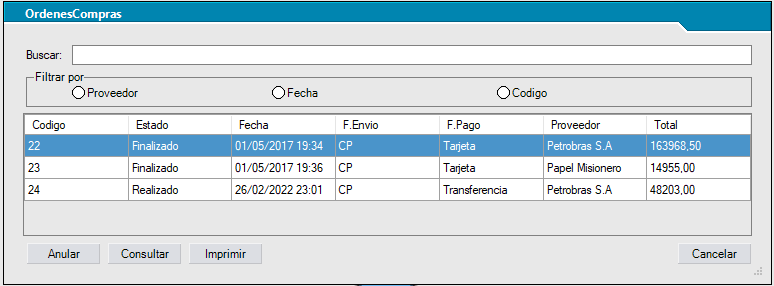 OrdenesCompras
Buscar:
Filtrar por
Proveedor Fecha Codigo
Codigo Estado Fecha F.Envio F.Pago Proveedor Total
22 Finalizado 01/05/2017 19:34 CP Tarjeta Petrobras S.A 163968,50
23 Finalizado 01/05/2017 19:36 CP Tarjeta Papel Misionero 14955,00
24 Realizado 26/02/2022 23:01 CP Transferencia Petrobras S.A 48203,00
Anular Consultar Imprimir Cancelar